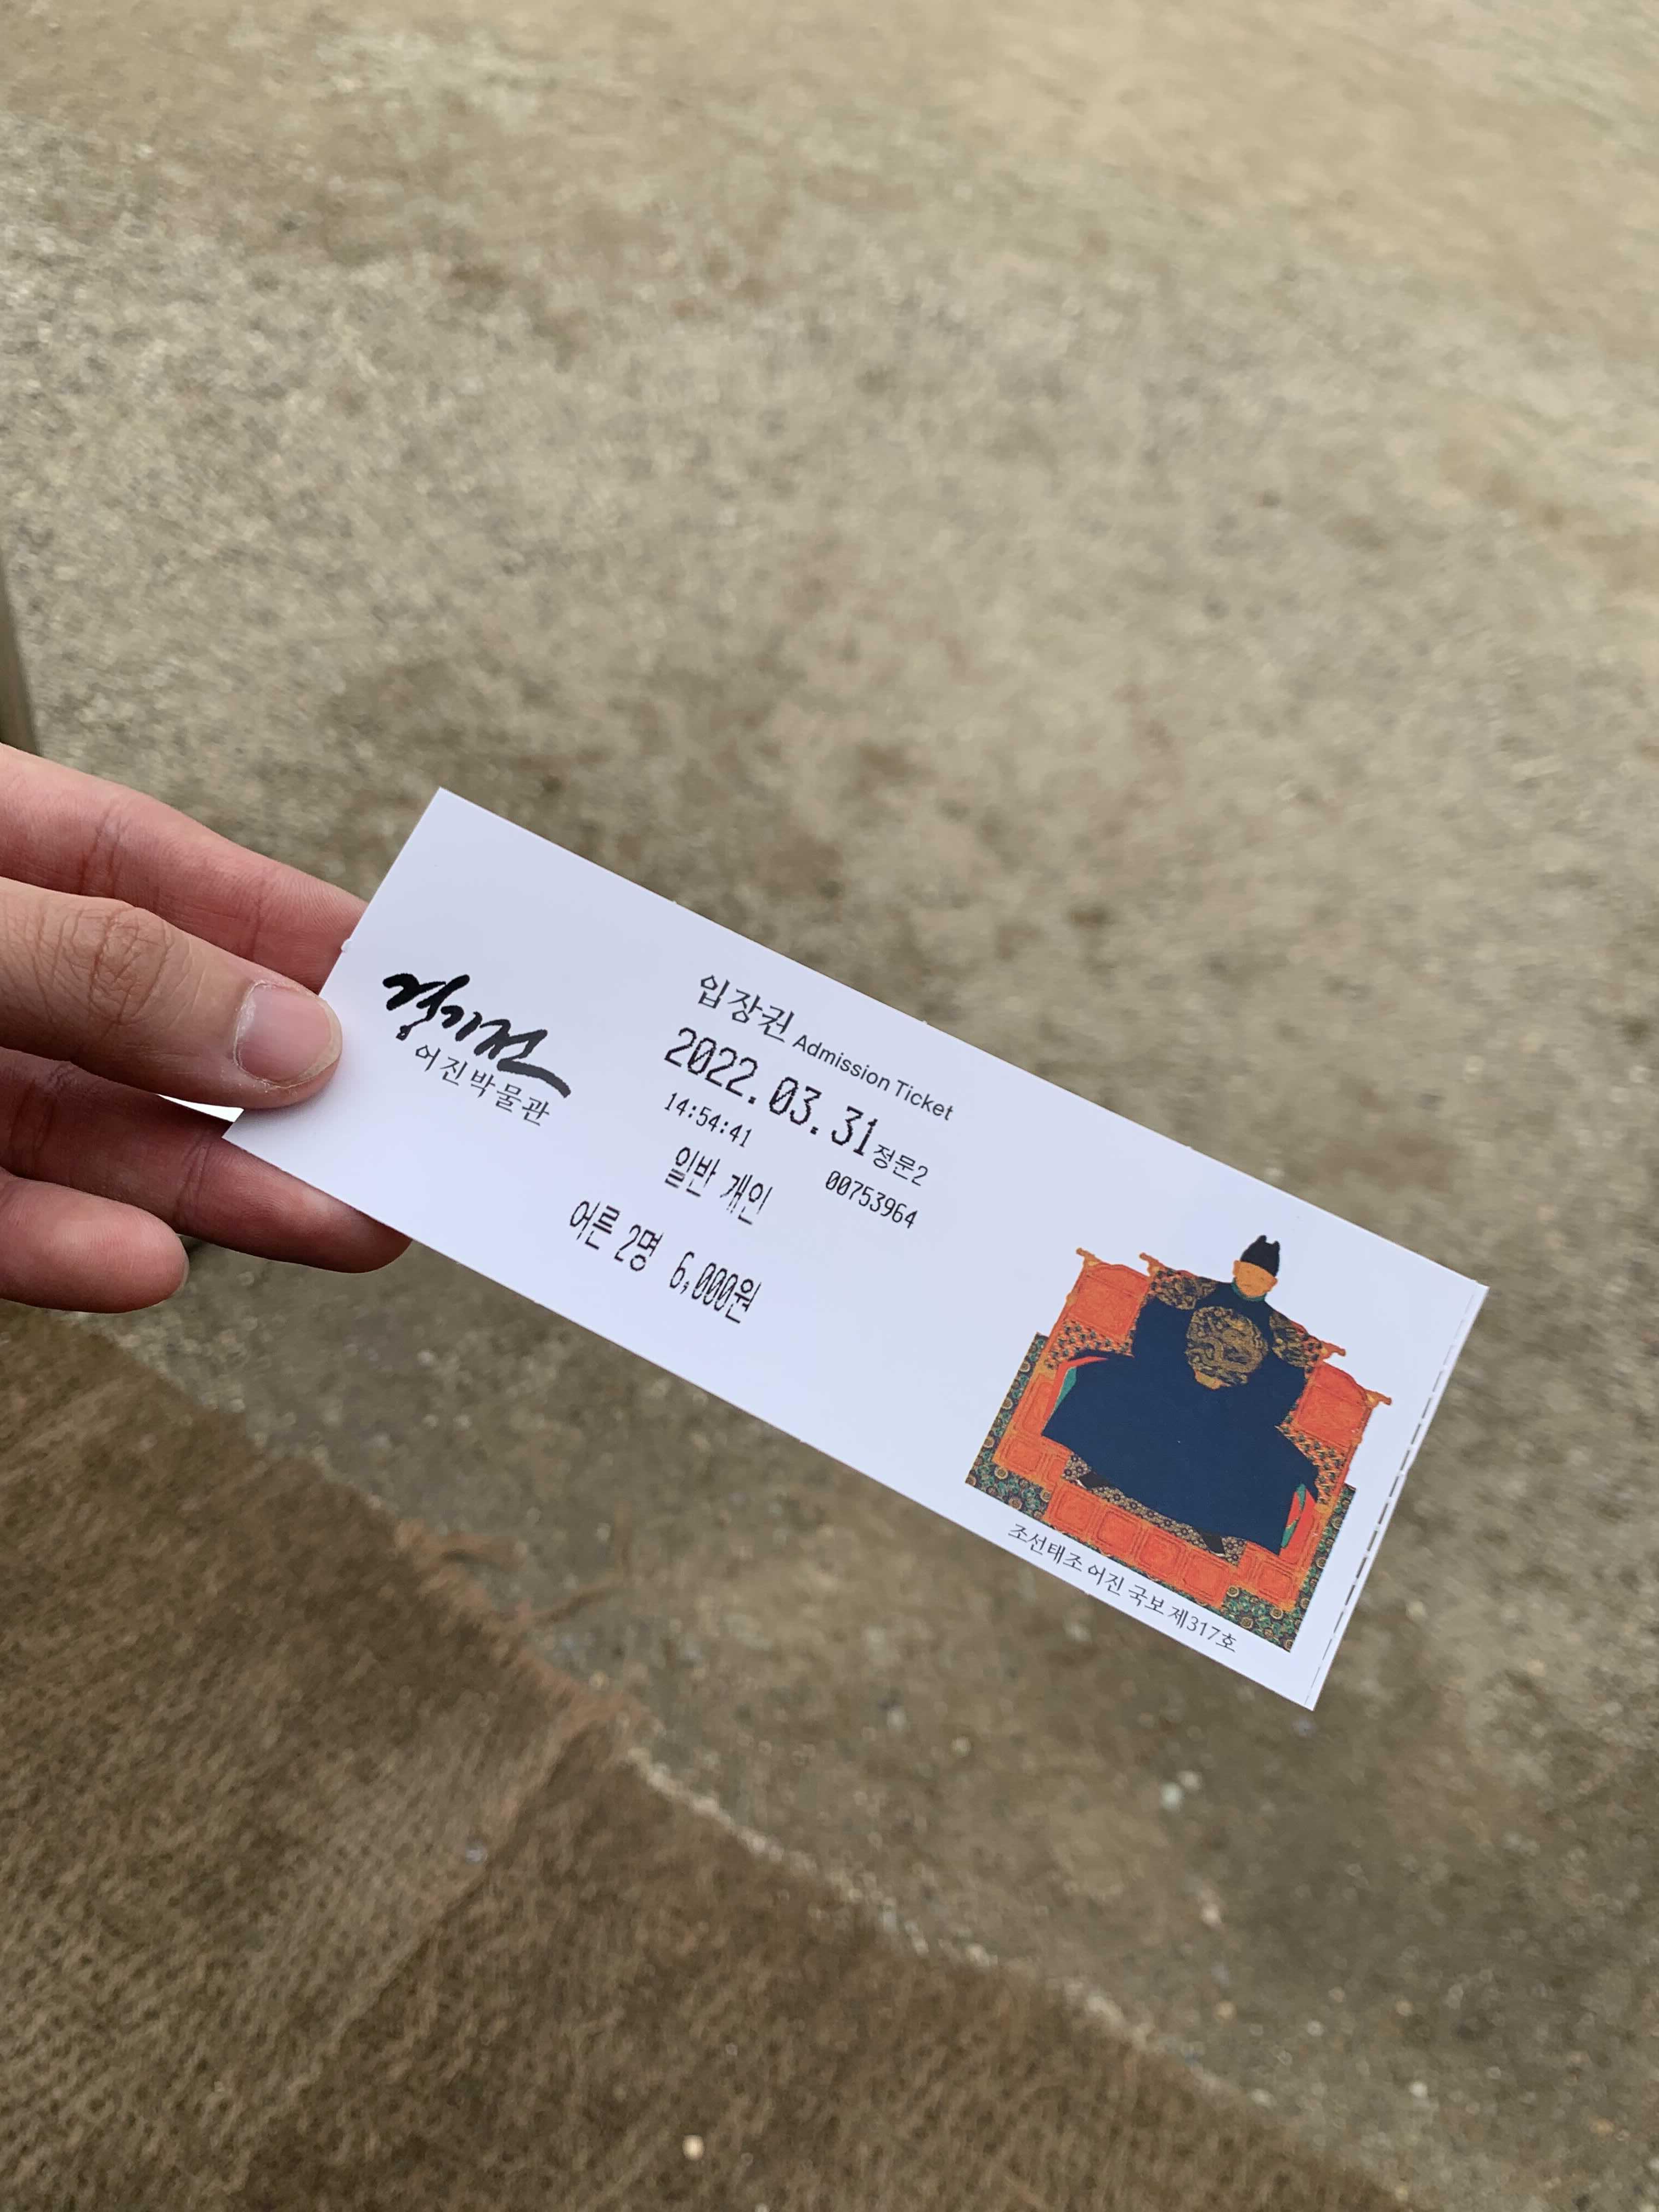 경기전
어진박물관
입장권 Admission Ticket
2022.03.31 정문2
14:54:41 00753964
일반 개인
어른 2명 6,000원
조선태조 어진 국보 제317호